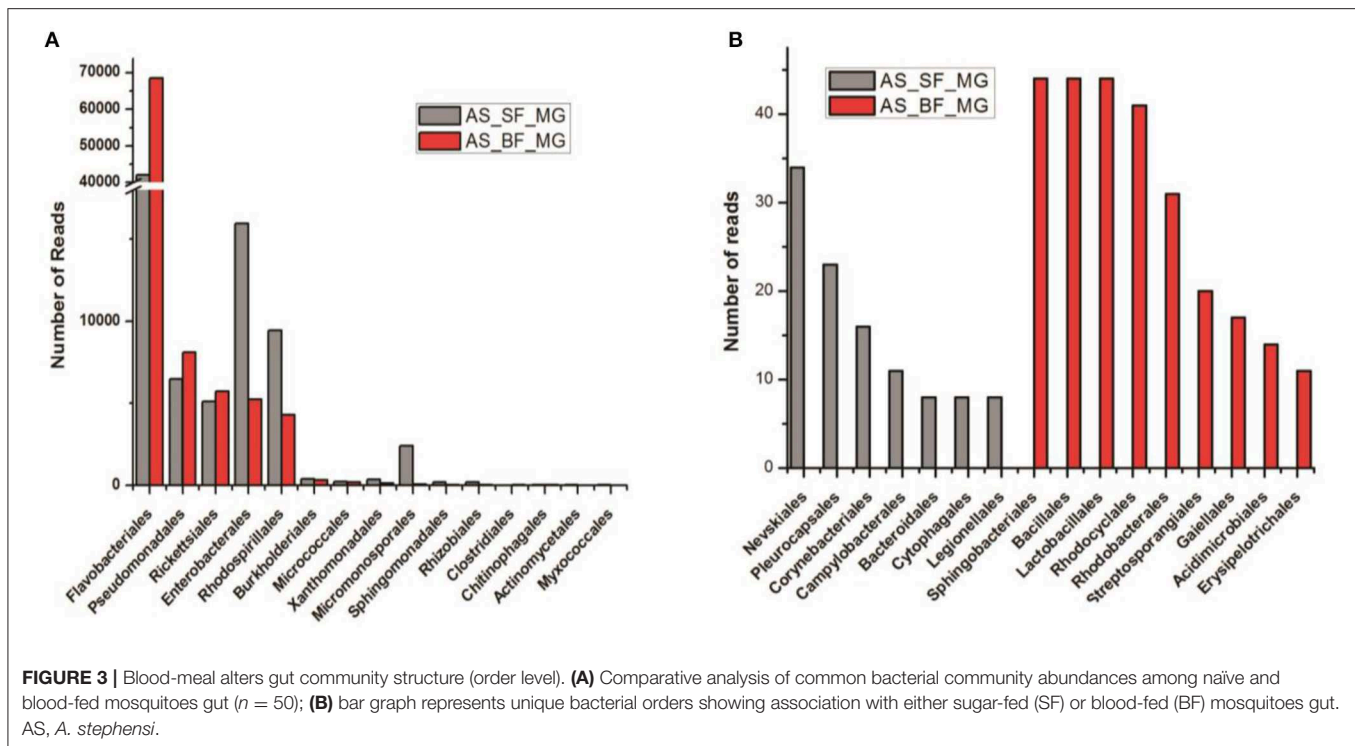 A
70000
60000
50000
40000
10000
0
Number of Reads
AS_SF_MG
AS_BF_MG
Flavobacteriales
Pseudomonadales
Rickettsiales
Enterobacterales
Rhodospirillales
Burkholderiales
Micrococcales
Xanthomonadales
Micromonosporales
Sphingomonadales
Rhizobiales
Clostridiales
Chitinophagales
Actinomycetales
Myxococcales
B
40
30
20
10
0
Number of reads
AS_SF_MG
AS_BF_MG
Nevskiales
Pleurocapsales
Corynebacteriales
Campylobacterales
Bacteroidales
Cytophagales
Legionellales
Sphingobacteriales
Bacillales
Lactobacillales
Rhodocyclales
Rhodobacterales
Streptosporangiales
Gaiellales
Acidimicrobiales
Erysipelotrichales
FIGURE 3 | Blood-meal alters gut community structure (order level). (A) Comparative analysis of common bacterial community abundances among naïve and
blood-fed mosquitoes gut (n = 50); (B) bar graph represents unique bacterial orders showing association with either sugar-fed (SF) or blood-fed (BF) mosquitoes gut.
AS, A. stephensi.